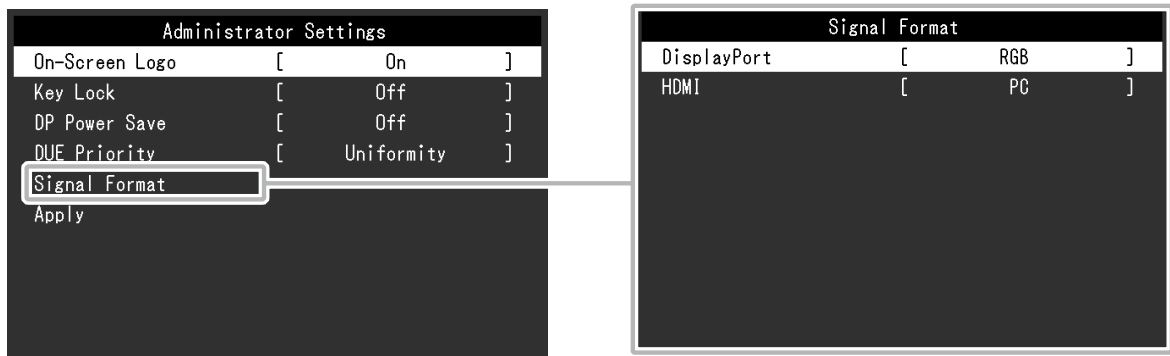 Administrator Settings
On-Screen Logo [ On ]
Key Lock [ Off ]
DP Power Save [ Off ]
DUE Priority [ Uniformity ]
Signal Format
Apply
Signal Format
DisplayPort [ RGB ]
HDMI [ PC ]